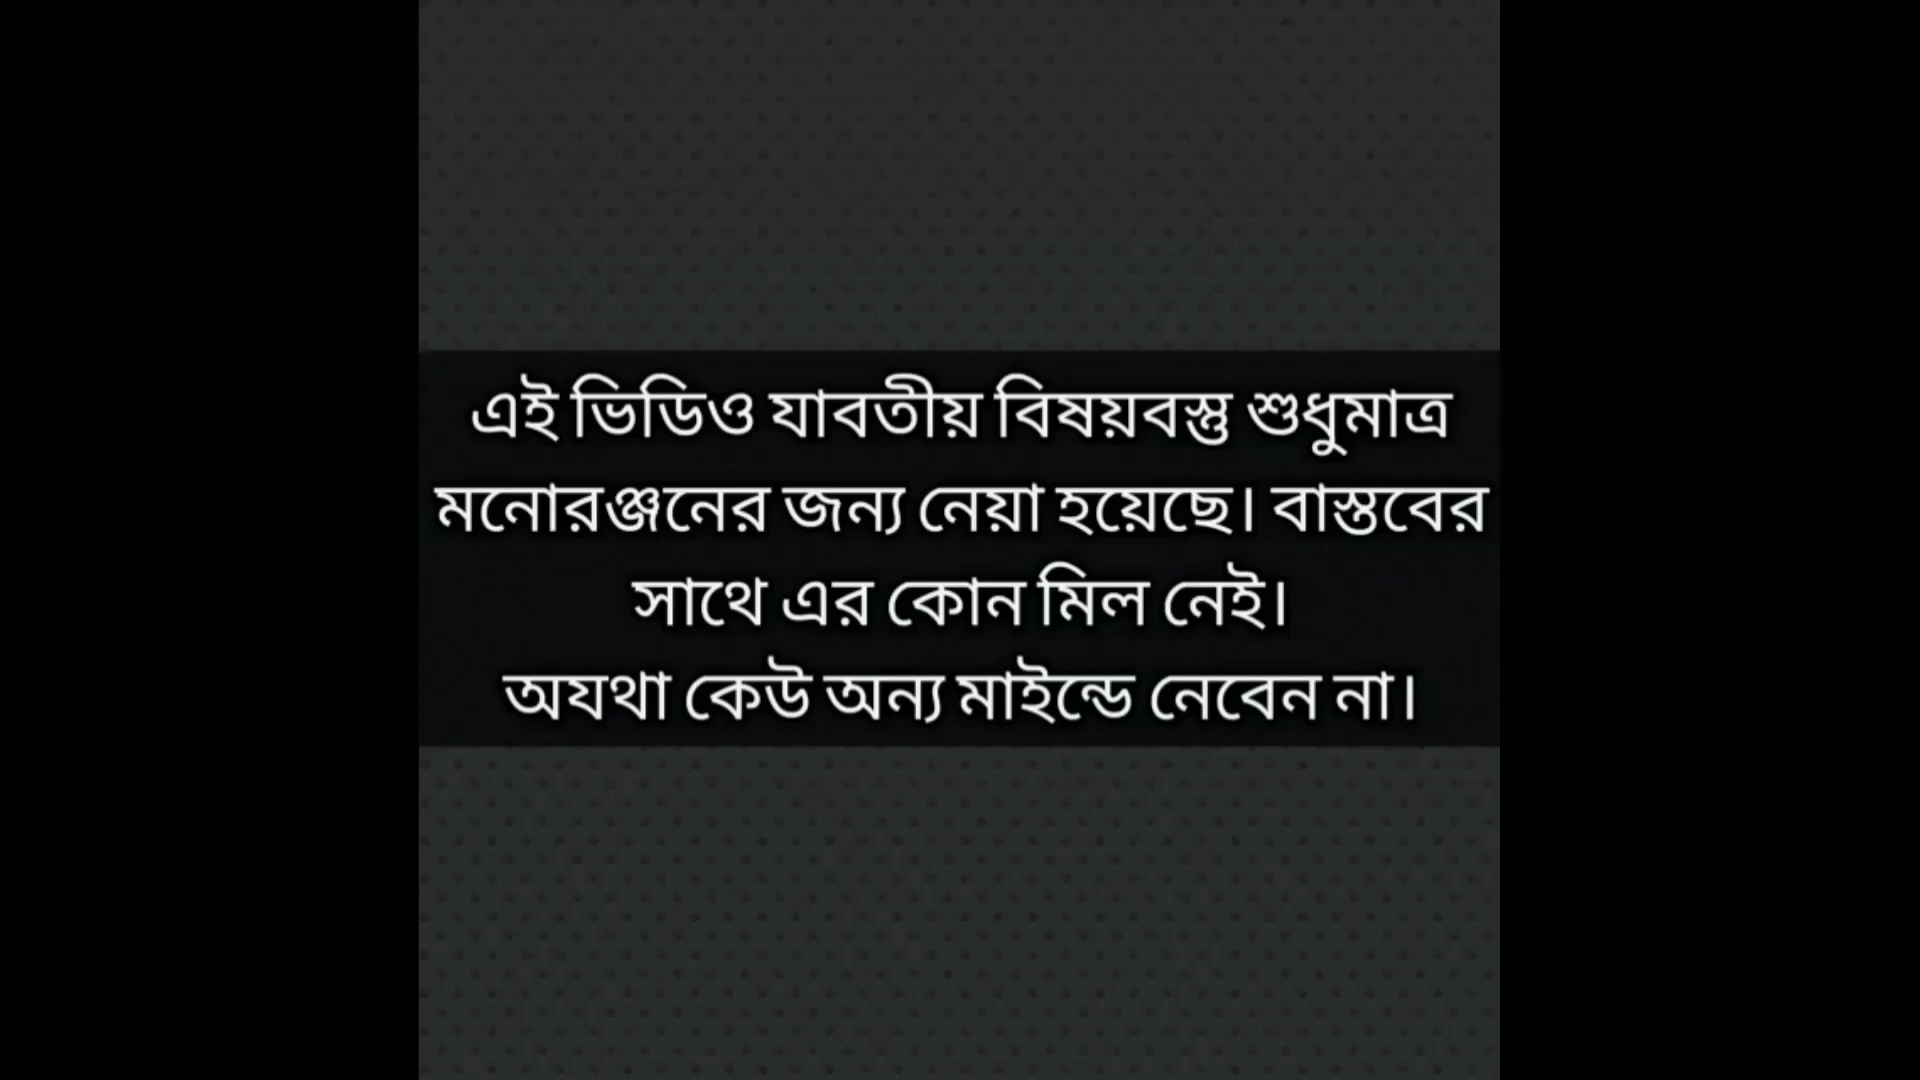 এই ভিডিও যাবতীয় বিষয়বস্তু শুধুমাত্র
মনোরঞ্জনের জন্য নেয়া হয়েছে। বাস্তবের
সাথে এর কোন মিল নেই।
অযথা কেউ অন্য মাইন্ডে নেবেন না।